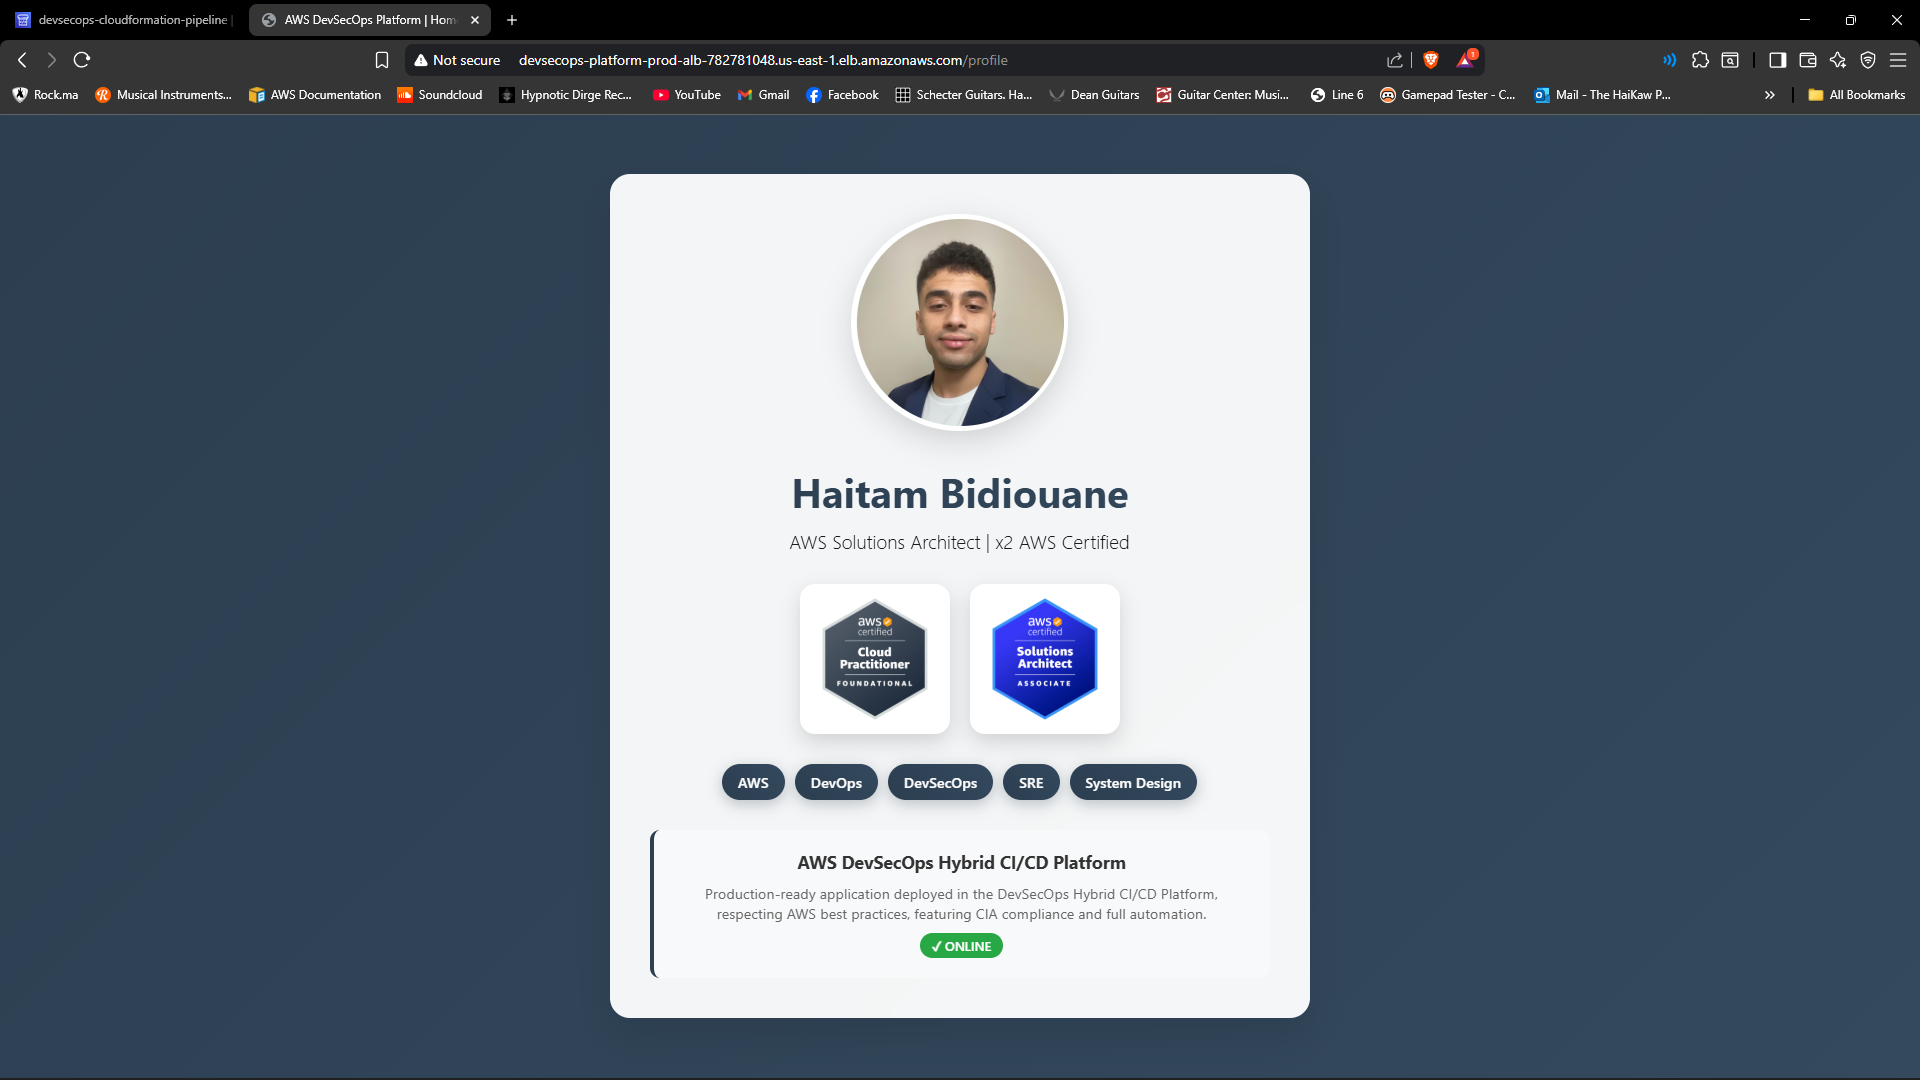 devsecops-cloudformation-pipeline
AWS DevSecOps Platform | Hom
Not secure
devsecops-platform-prod-alb-782781048.us-east-1.elb.amazonaws.com/profile
1
Rock.ma
Musical Instruments...
AWS Documentation
Soundcloud
Hypnotic Dirge Rec...
YouTube
Gmail
Facebook
Schecter Guitars. Ha...
Dean Guitars
Guitar Center: Musi...
Line 6
Gamepad Tester - C...
Mail - The HaiKaw P...
All Bookmarks
Haitam Bidiouane
AWS Solutions Architect | x2 AWS Certified
aws
certified
Cloud
Practitioner
FOUNDATIONAL
aws
certified
Solutions
Architect
ASSOCIATE
AWS
DevOps
DevSecOps
SRE
System Design
AWS DevSecOps Hybrid CI/CD Platform
Production-ready application deployed in the DevSecOps Hybrid CI/CD Platform,
respecting AWS best practices, featuring CIA compliance and full automation.
✓ ONLINE